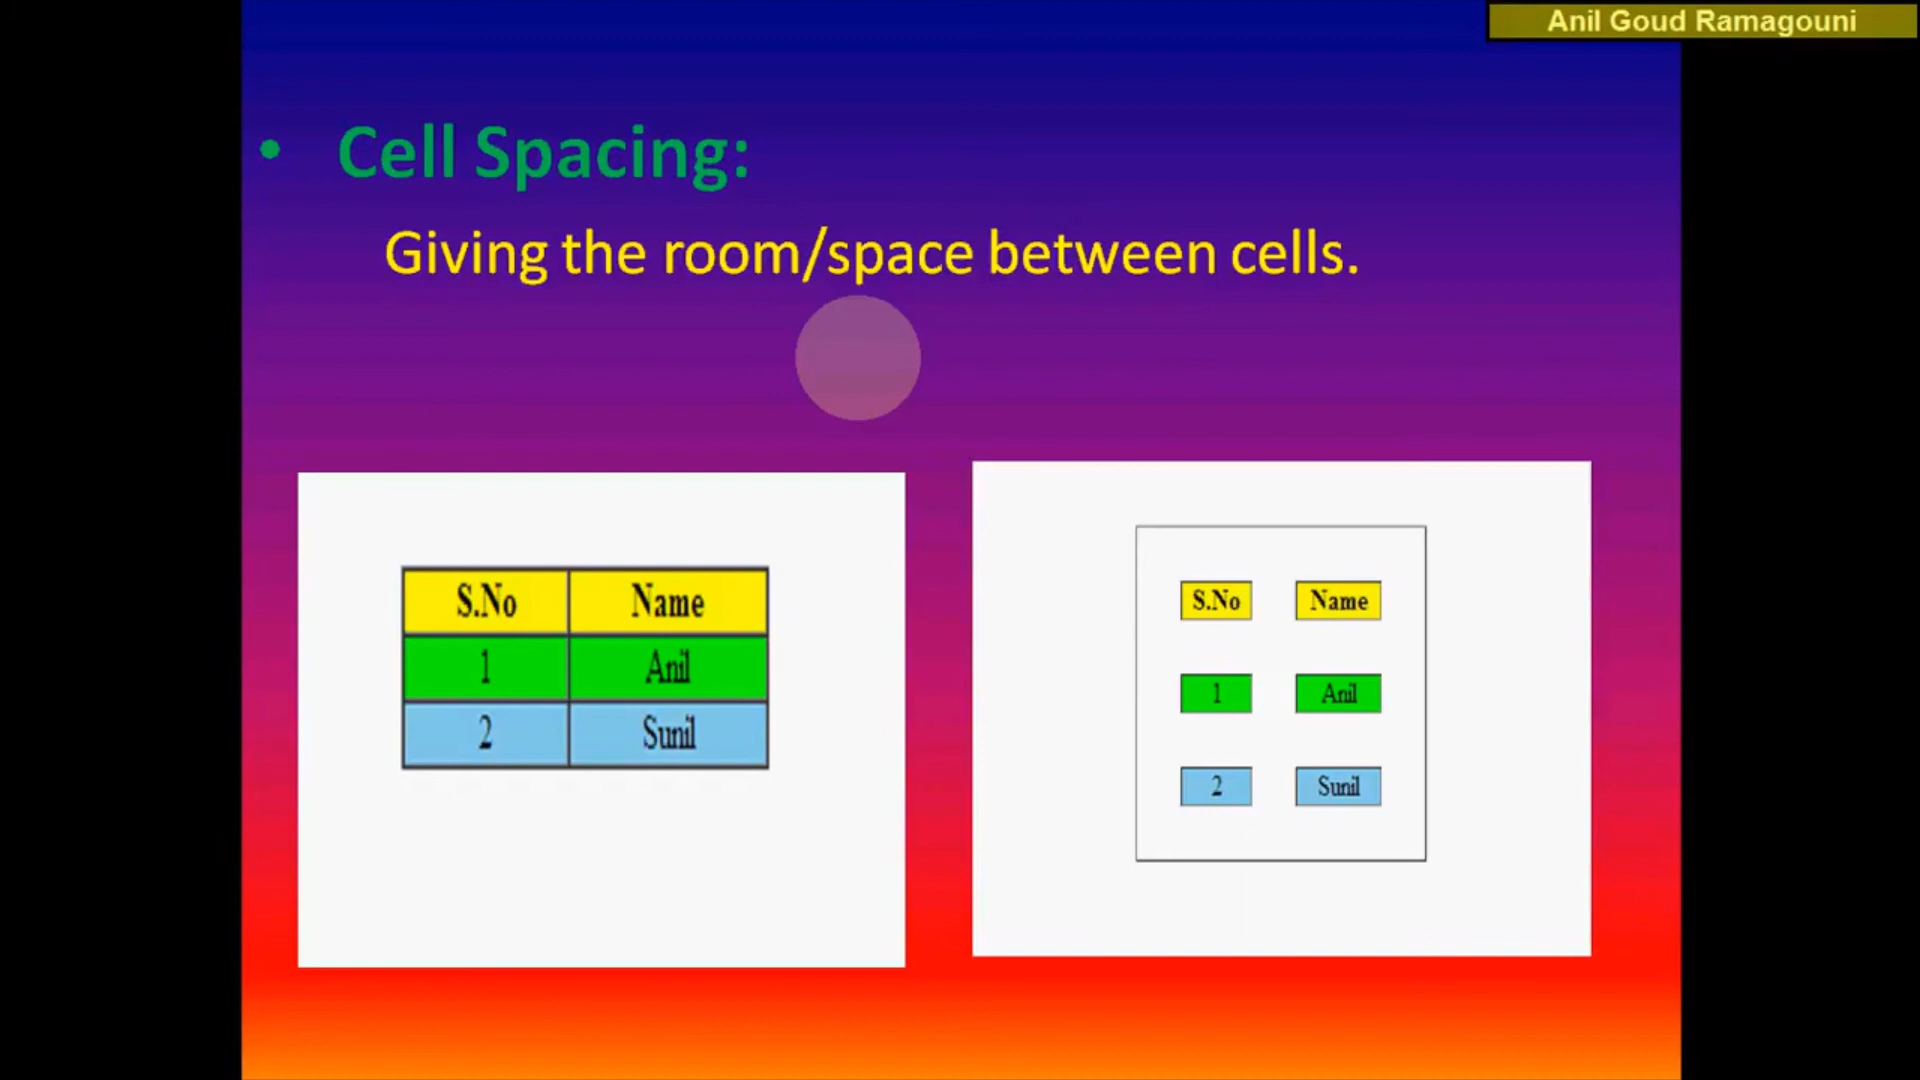 Anil Goud Ramagouni
• Cell Spacing:
Giving the room/space between cells.
S.No Name
1 Anil
2 Sunil
S.No Name
1 Anil
2 Sunil